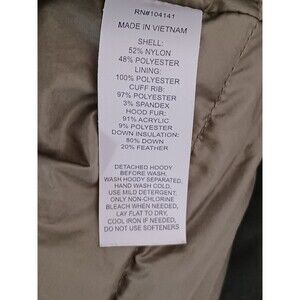 RN#104141
MADE IN VIETNAM
SHELL:
52% NYLON
48% POLYESTER
LINING:
100% POLYESTER
CUFF RIB:
97% POLYESTER
3% SPANDEX
HOOD FUR:
91% ACRYLIC
9% POLYESTER
DOWN INSULATION:
80% DOWN
20% FEATHER
DETACHED HOODY
BEFORE WASH.
WASH HOODY SEPARATED.
HAND WASH COLD,
USE MILD DETERGENT,
ONLY NON-CHLORINE
BLEACH WHEN NEEDED,
LAY FLAT TO DRY,
COOL IRON IF NEEDED.
DO NOT USE SOFTENERS